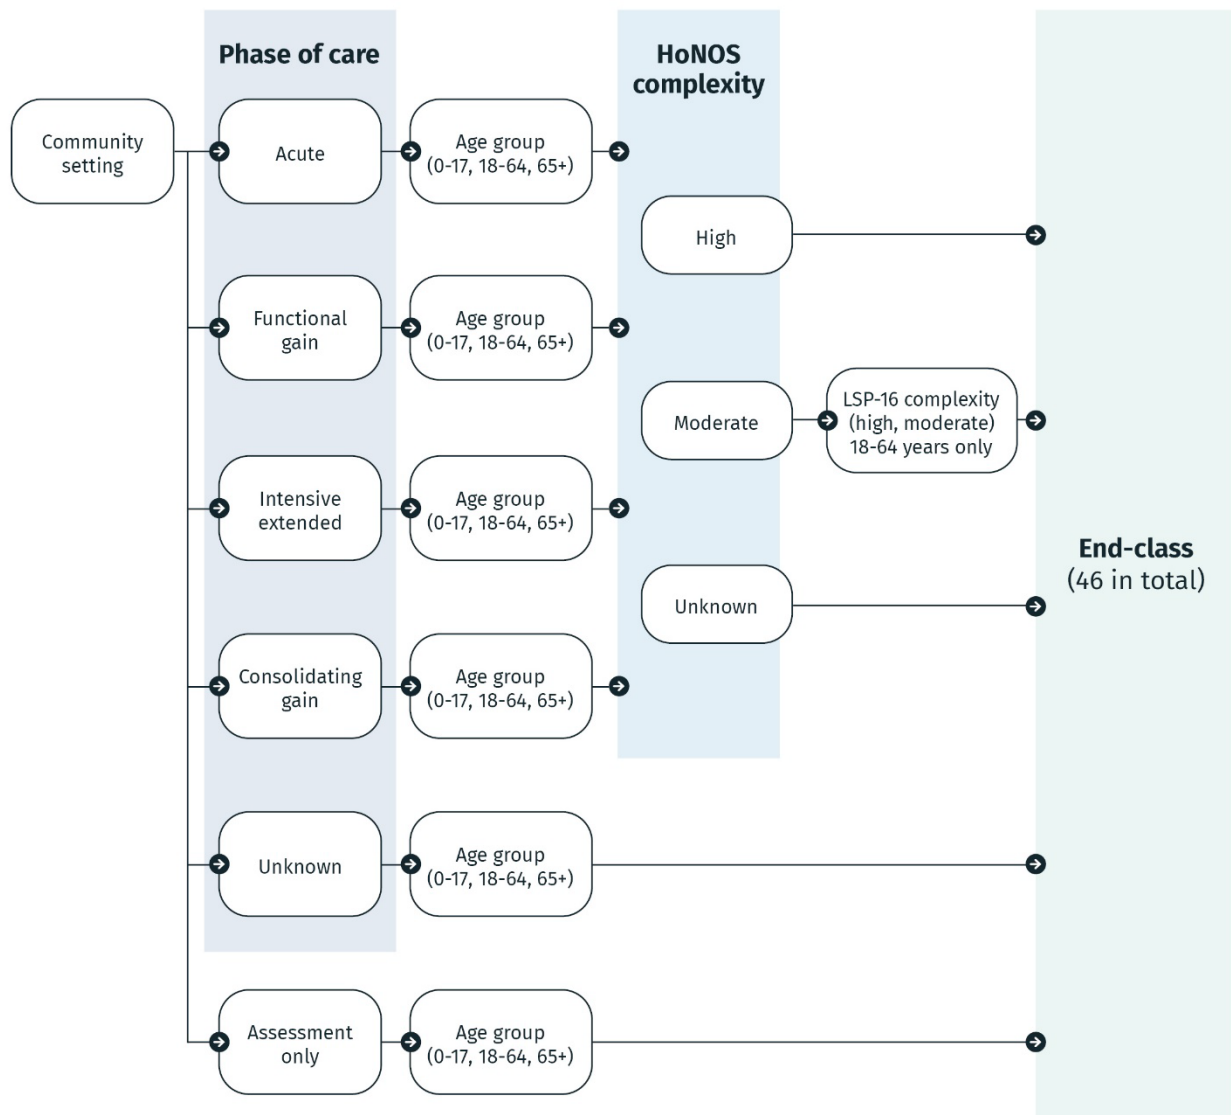 Phase of care
HoNOS
complexity
Community
setting
Acute
Age group
(0-17, 18-64, 65+)
High
Functional
gain
Age group
(0-17, 18-64, 65+)
Moderate
LSP-16 complexity
(high, moderate)
18-64 years only
Intensive
extended
Age group
(0-17, 18-64, 65+)
End-class
(46 in total)
Unknown
Consolidating
gain
Age group
(0-17, 18-64, 65+)
Unknown
Age group
(0-17, 18-64, 65+)
Assessment
only
Age group
(0-17, 18-64, 65+)